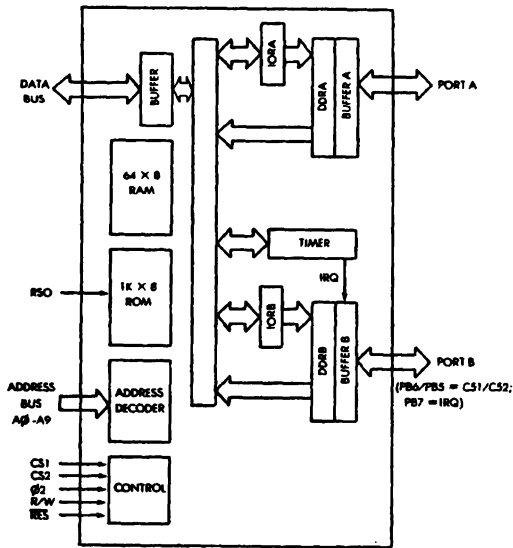 DATA BUS
BUFFER
IORA
DDRA
BUFFER A
PORT A
64 × 8
RAM
1K × 8
ROM
RSO
TIMER
IRQ
IORB
DDRB
BUFFER B
PORT B
(PB6/PB5 = CS1/CS2;
PB7 = IRQ)
ADDRESS
BUS
AØ-A9
ADDRESS
DECODER
CS1
CS2
Ø2
R/W
RES
CONTROL